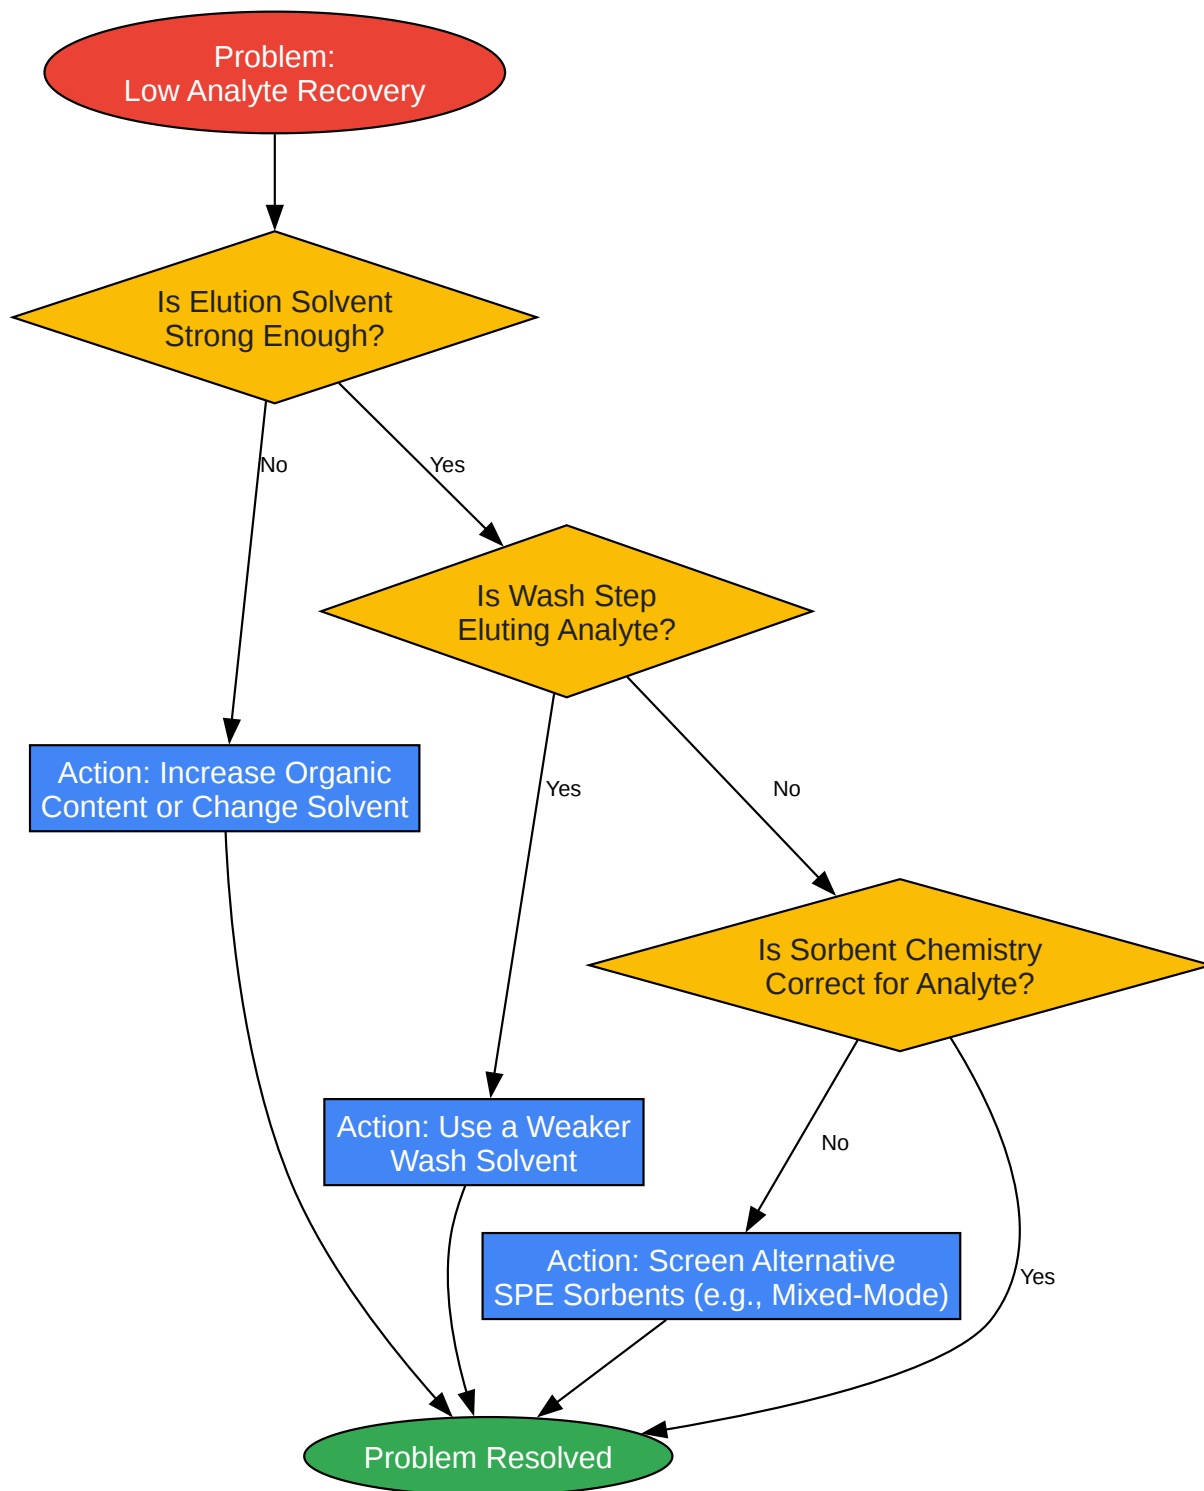 Problem:
Low Analyte Recovery
Is Elution Solvent
Strong Enough?
No
Yes
Is Wash Step
Eluting Analyte?
Action: Increase Organic
Content or Change Solvent
Yes
No
Is Sorbent Chemistry
Correct for Analyte?
Action: Use a Weaker
Wash Solvent
No
Action: Screen Alternative
SPE Sorbents (e.g., Mixed-Mode)
Yes
Problem Resolved